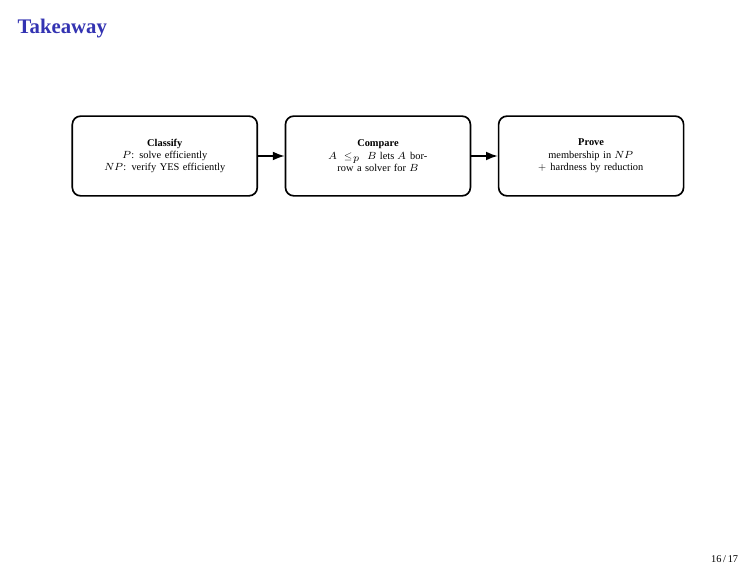 Takeaway
Classify
P: solve efficiently
NP: verify YES efficiently
Compare
A ≤p B lets A bor-
row a solver for B
Prove
membership in NP
+ hardness by reduction
16 / 17